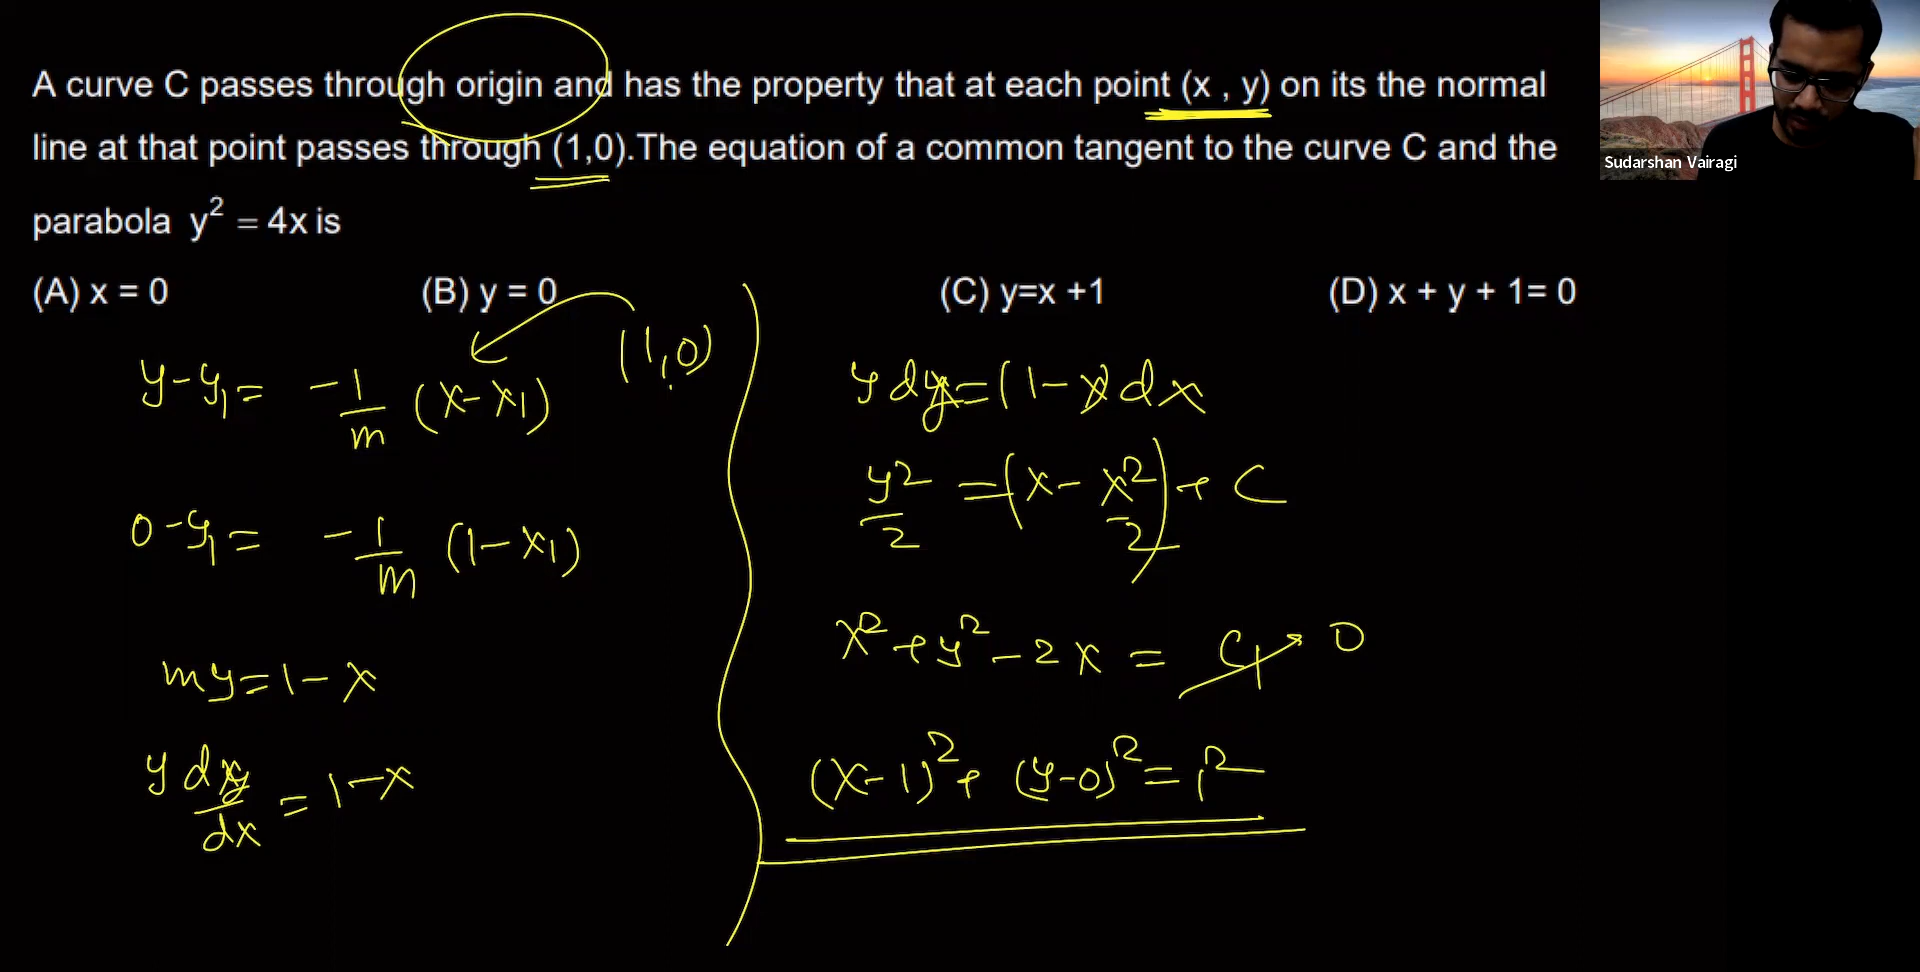 A curve C passes through origin and has the property that at each point (x , y) on its the normal
line at that point passes through (1,0).The equation of a common tangent to the curve C and the
parabola y² = 4x is
(A) x = 0 (B) y = 0 (C) y=x +1 (D) x + y + 1= 0
Sudarshan Vairagi
y-y₁= -1/m (x-x₁) (1,0)
0-y₁= -1/m (1-x₁)
my=1-x
y dy/dx = 1-x
y dy=(1-x)dx
y²/2 =(x- x²/2)+ C
x²+y²-2x = C₁ 0
(x-1)²+ (y-0)²=1²